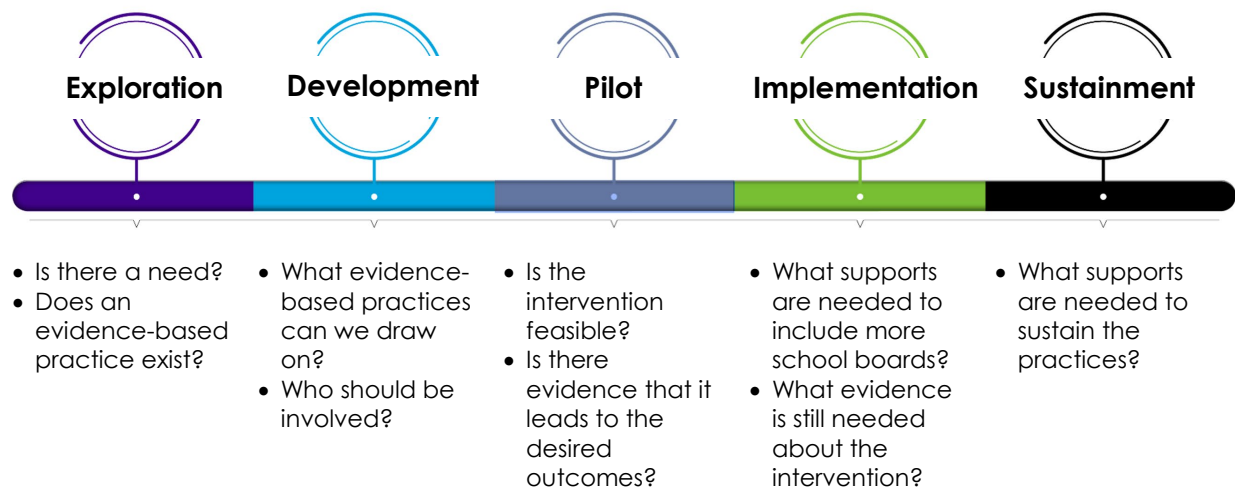 Exploration
Development
Pilot
Implementation
Sustainment
• Is there a need?
• Does an
evidence-based
practice exist?
• What evidence-
based practices
can we draw
on?
• Who should be
involved?
• Is the
intervention
feasible?
• Is there
evidence that it
leads to the
desired
outcomes?
• What supports
are needed to
include more
school boards?
• What evidence
is still needed
about the
intervention?
• What supports
are needed to
sustain the
practices?